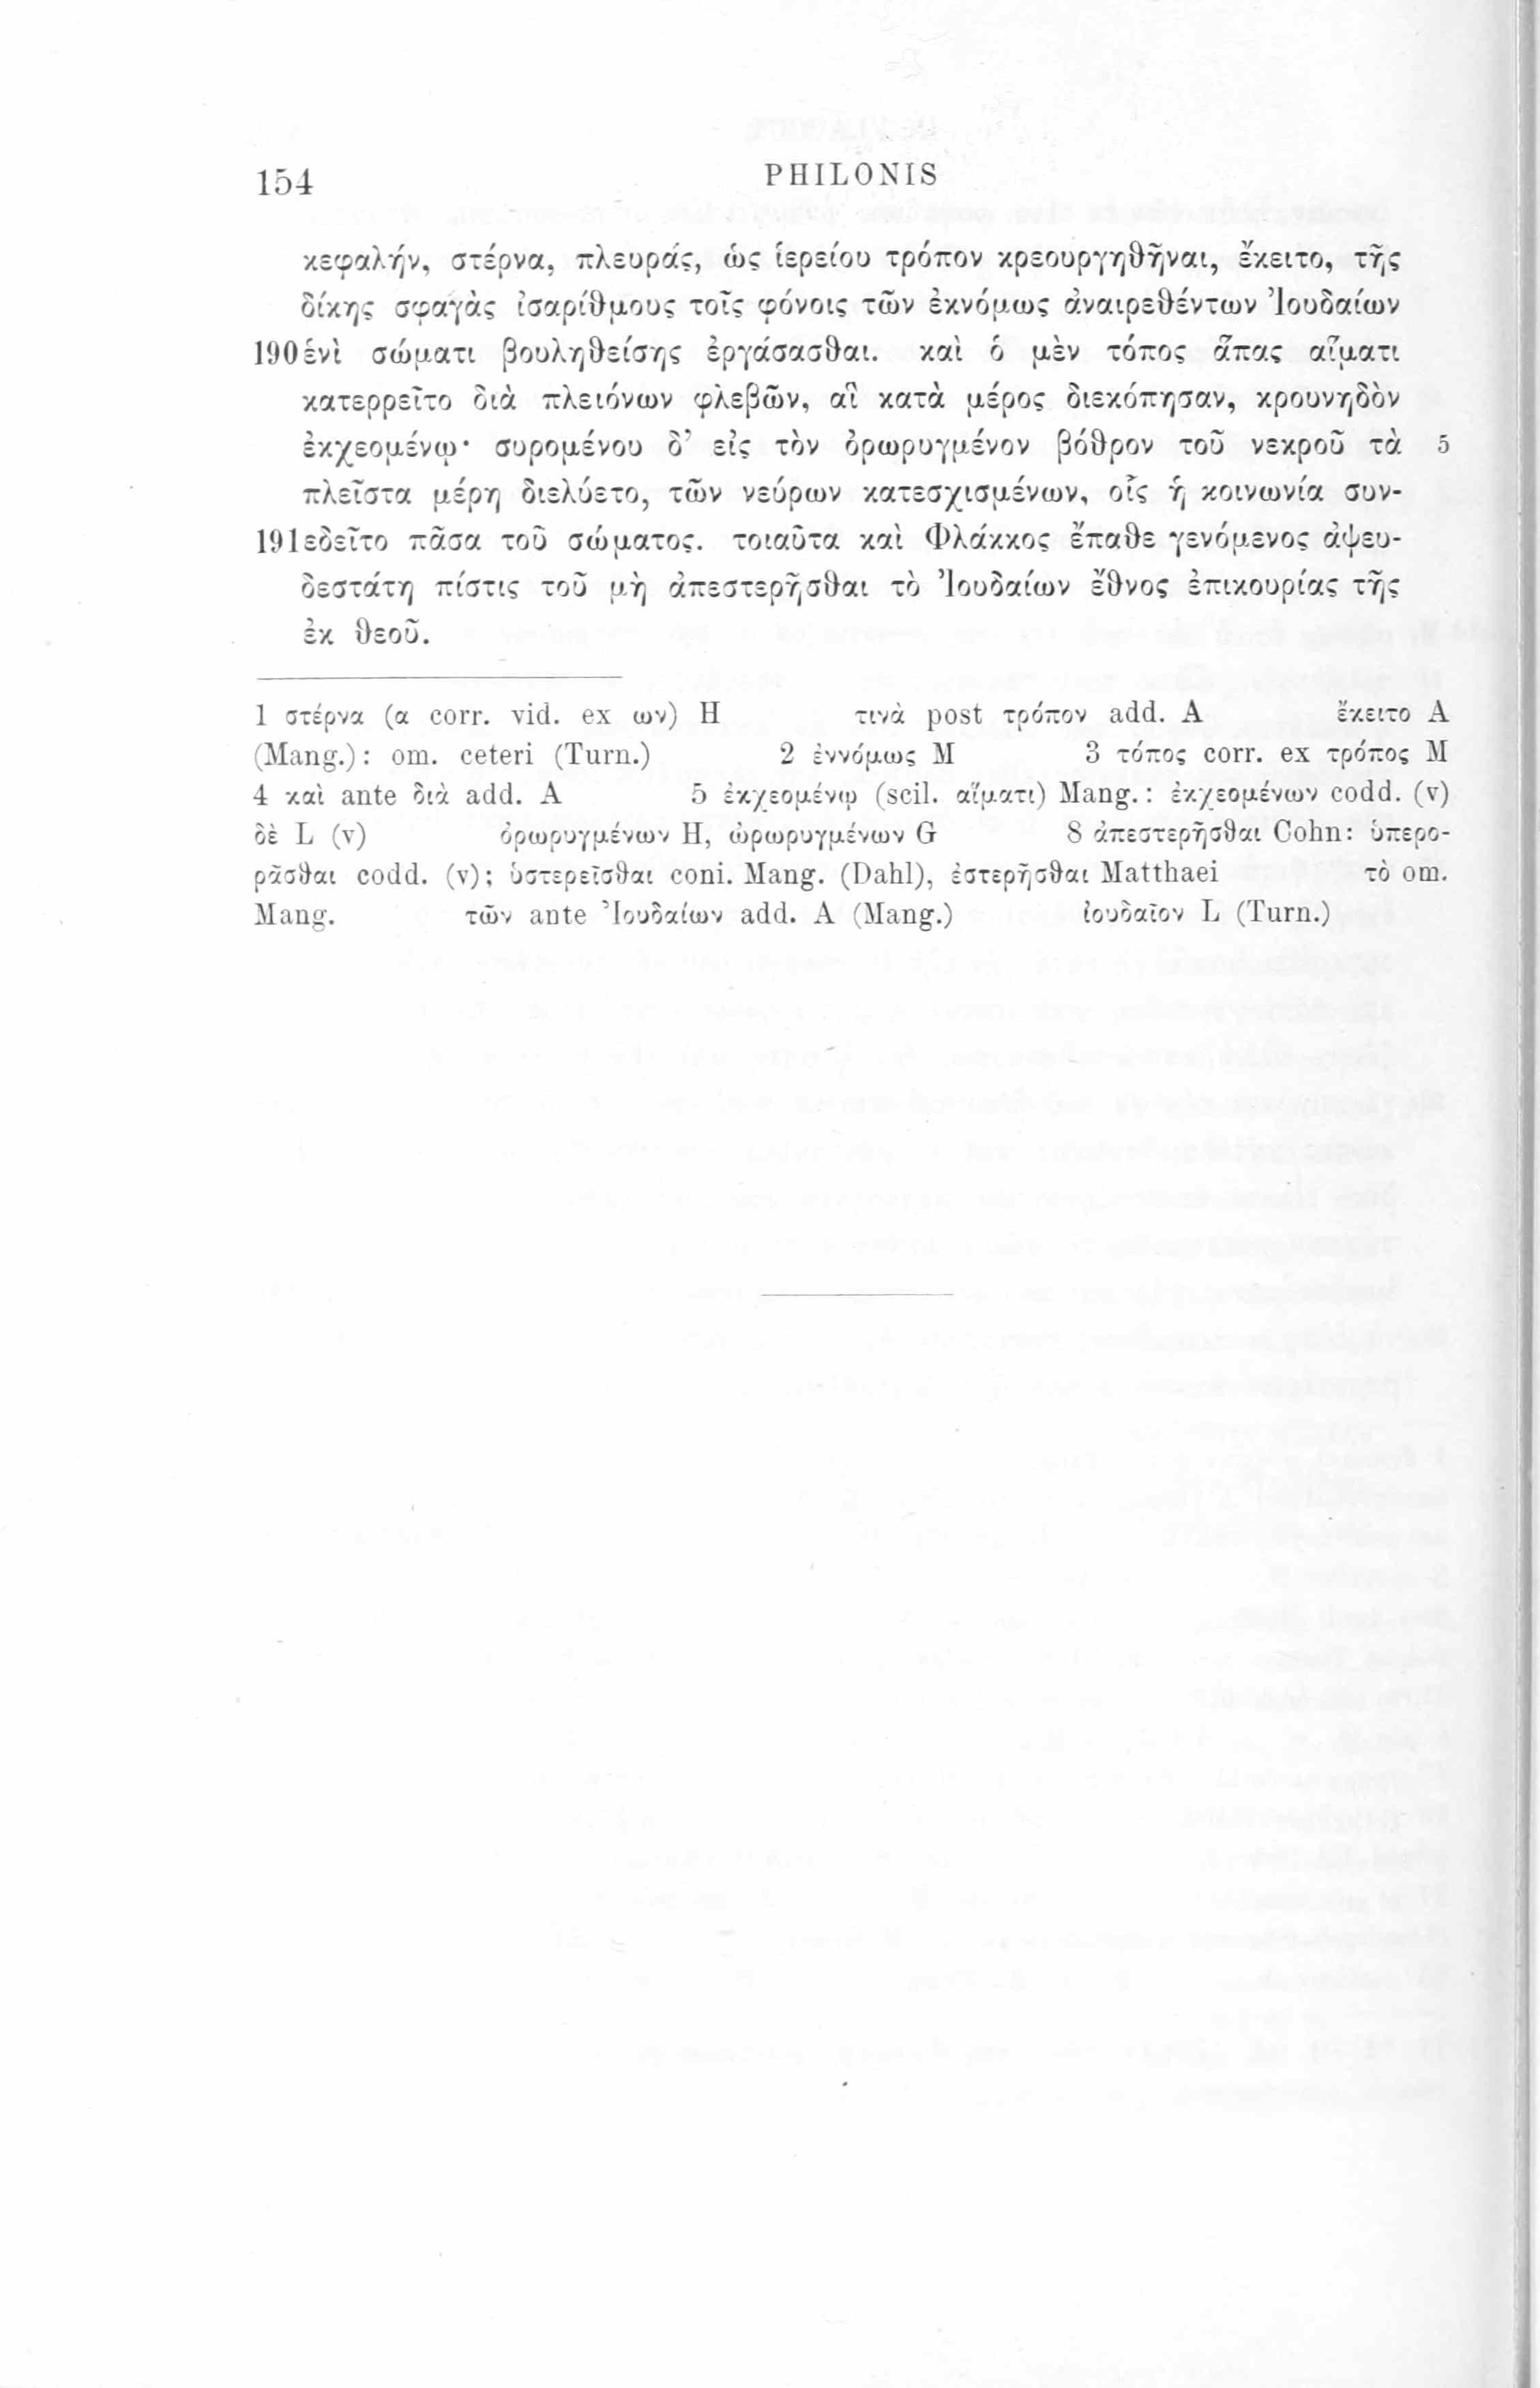 154 PHILONIS
κεφαλήν, στέρνα, πλευράς, ὡς ἱερείου τρόπον κρεουργηθῆναι, ἔκειτο, τῆς
δίκης σφαγὰς ἰσαρίθμους τοῖς φόνοις τῶν ἐκνόμως ἀναιρεθέντων Ἰουδαίων
190 ἑνὶ σώματι βουληθείσης ἐργάσασθαι. καὶ ὁ μὲν τόπος ἅπας αἵματι
κατερρεῖτο διὰ πλειόνων φλεβῶν, αἳ κατὰ μέρος διεκόπησαν, κρουνηδὸν
ἐκχεομένῳ· συρομένου δ’ εἰς τὸν ὀρωρυγμένον βόθρον τοῦ νεκροῦ τὰ 5
πλεῖστα μέρη διελύετο, τῶν νεύρων κατεσχισμένων, οἷς ἡ κοινωνία συν-
191 εδεῖτο πᾶσα τοῦ σώματος. τοιαῦτα καὶ Φλάκκος ἔπαθε γενόμενος ἀψευ-
δεστάτη πίστις τοῦ μὴ ἀπεστερῆσθαι τὸ Ἰουδαίων ἔθνος ἐπικουρίας τῆς
ἐκ θεοῦ.
1 στέρνα (α corr. vid. ex ων) H τινὰ post τρόπον add. A ἔκειτο A
(Mang.): om. ceteri (Turn.) 2 ἐννόμως M 3 τόπος corr. ex τρόπος M
4 καὶ ante διὰ add. A 5 ἐκχεομένῳ (scil. αἵματι) Mang.: ἐκχεομένων codd. (v)
δὲ L (v) ὀρωρυγμένων H, ὠρωρυγμένων G 8 ἀπεστερῆσθαι Cohn: ὑπερο-
ρᾶσθαι codd. (v); ὑστερεῖσθαι coni. Mang. (Dahl), ἐστερῆσθαι Matthaei τὸ om.
Mang. τῶν ante Ἰουδαίων add. A (Mang.) ἰουδαῖον L (Turn.)